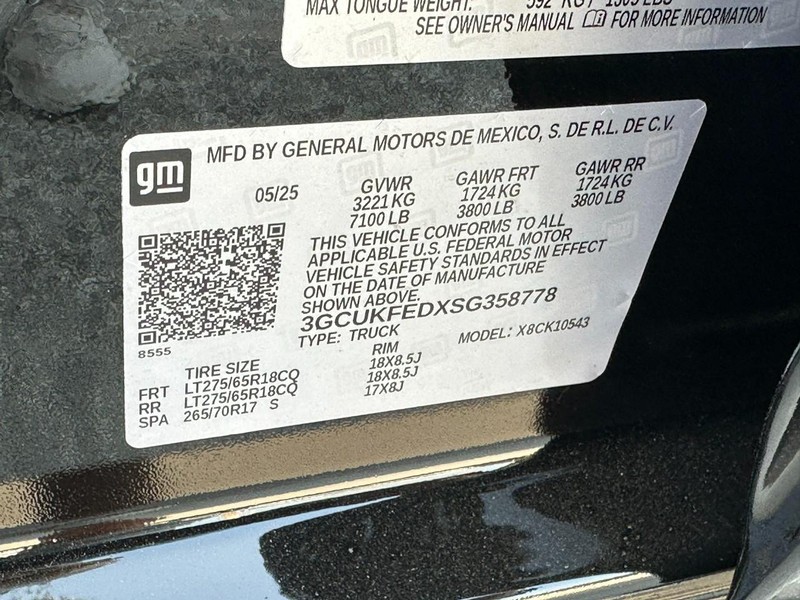 MAX TONGUE WEIGHT: 592 KG / 1305 LBS
SEE OWNER'S MANUAL FOR MORE INFORMATION
gm
MFD BY GENERAL MOTORS DE MEXICO, S. DE R.L. DE C.V.
05/25 GVWR GAWR FRT GAWR RR
3221 KG 1724 KG 1724 KG
7100 LB 3800 LB 3800 LB
THIS VEHICLE CONFORMS TO ALL
APPLICABLE U.S. FEDERAL MOTOR
VEHICLE SAFETY STANDARDS IN EFFECT
ON THE DATE OF MANUFACTURE
SHOWN ABOVE.
3GCUKFEDXSG358778
TYPE: TRUCK MODEL: X8CK10543
8555
TIRE SIZE RIM
FRT LT275/65R18CQ 18X8.5J
RR LT275/65R18CQ 18X8.5J
SPA 265/70R17 S 17X8J